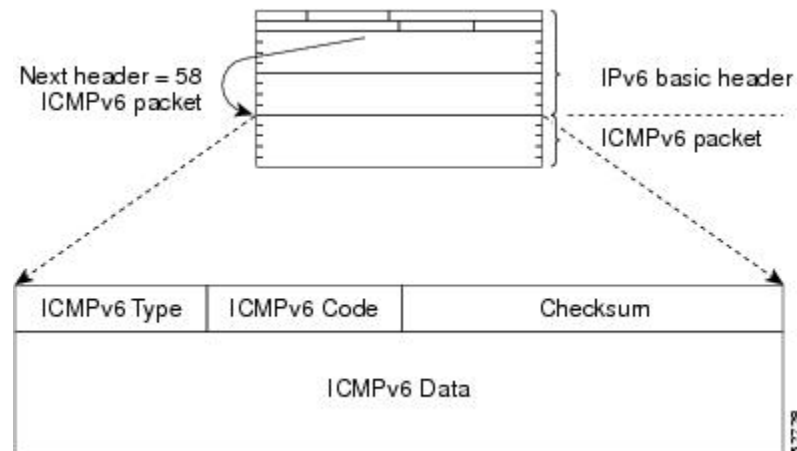 Next header = 58
ICMPv6 packet
IPv6 basic header
ICMPv6 packet
ICMPv6 Type
ICMPv6 Code
Checksum
ICMPv6 Data